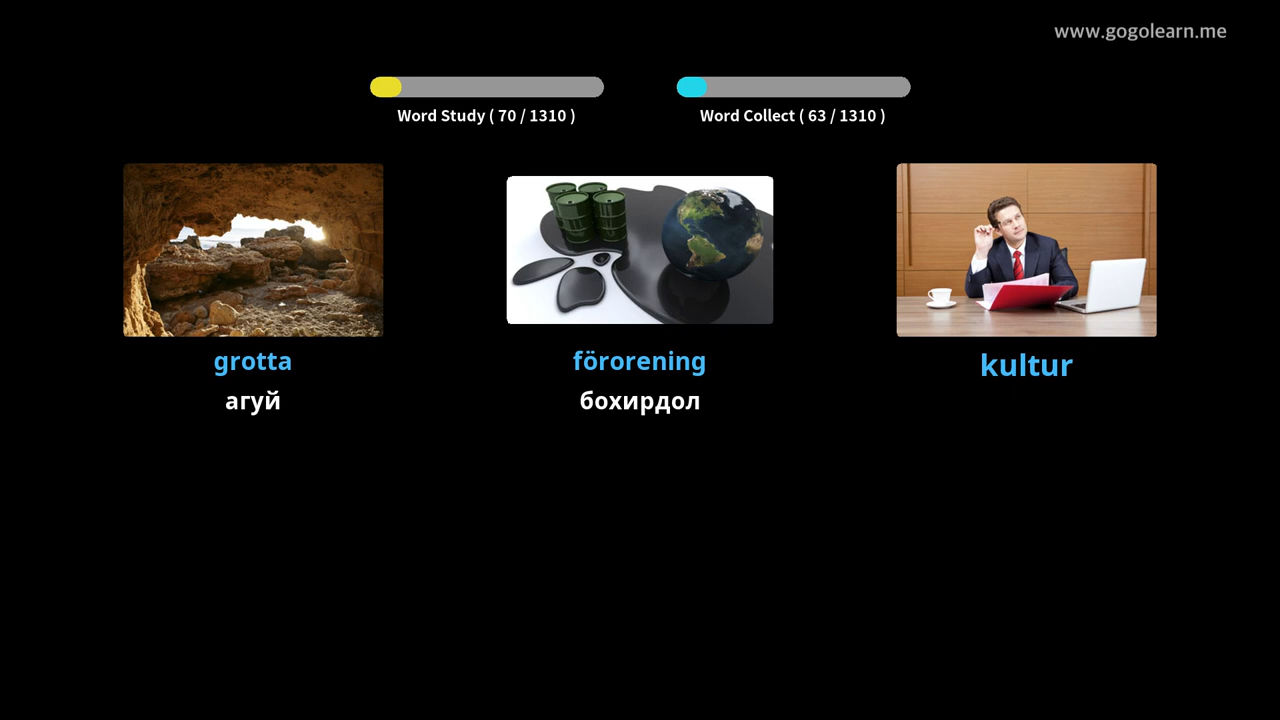 www.gogolearn.me
Word Study ( 70 / 1310 )
Word Collect ( 63 / 1310 )
grotta
förorening
kultur
агуй
бохирдол